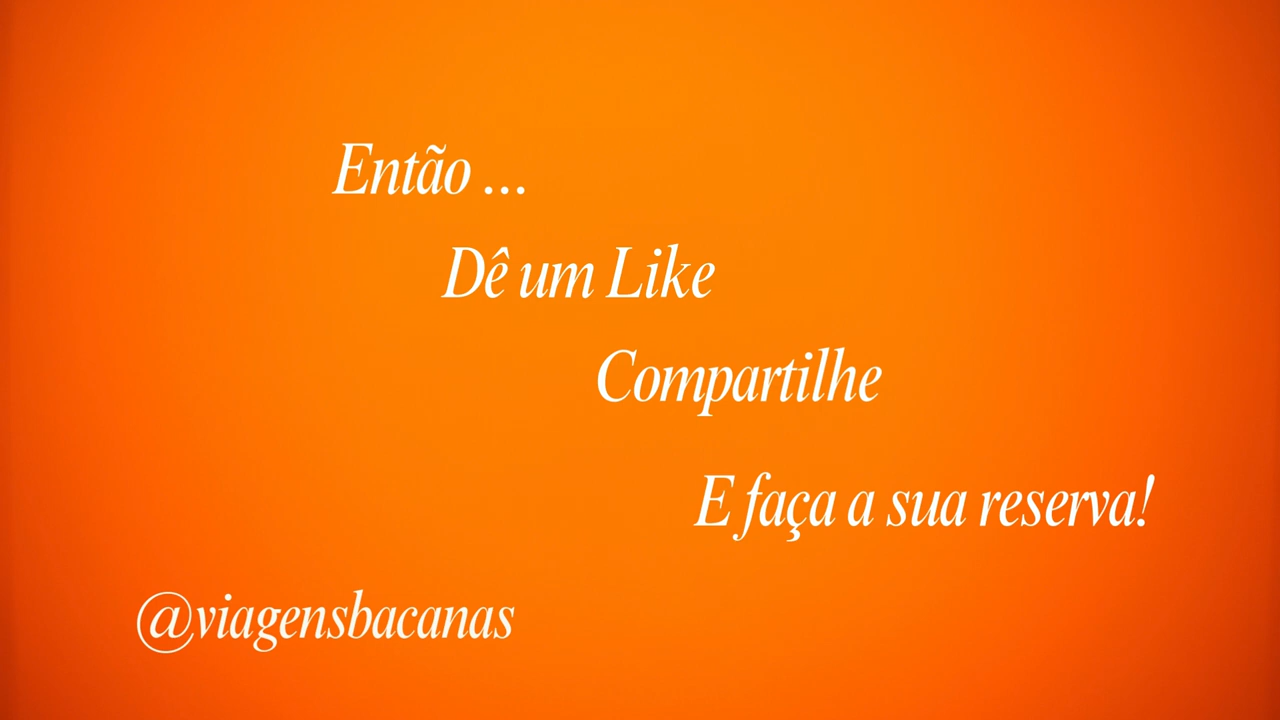 Então ...
Dê um Like
Compartilhe
E faça a sua reserva!
@viagensbacanas